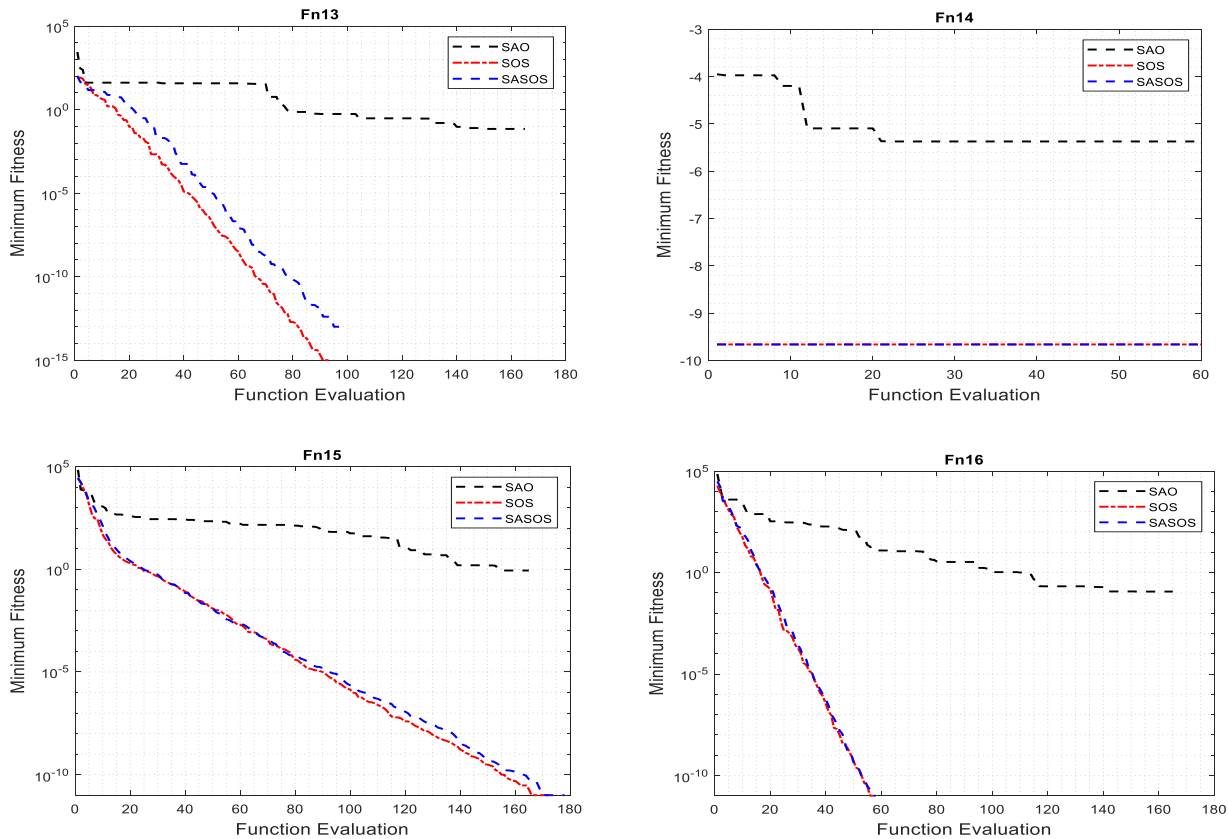 Fn13
Minimum Fitness
10^5
10^0
10^-5
10^-10
10^-15
SAO
SOS
SASOS
0 20 40 60 80 100 120 140 160 180
Function Evaluation
Fn14
Minimum Fitness
-3
-4
-5
-6
-7
-8
-9
-10
SAO
SOS
SASOS
0 10 20 30 40 50 60
Function Evaluation
Fn15
Minimum Fitness
10^5
10^0
10^-5
10^-10
SAO
SOS
SASOS
0 20 40 60 80 100 120 140 160 180
Function Evaluation
Fn16
Minimum Fitness
10^5
10^0
10^-5
10^-10
SAO
SOS
SASOS
0 20 40 60 80 100 120 140 160 180
Function Evaluation